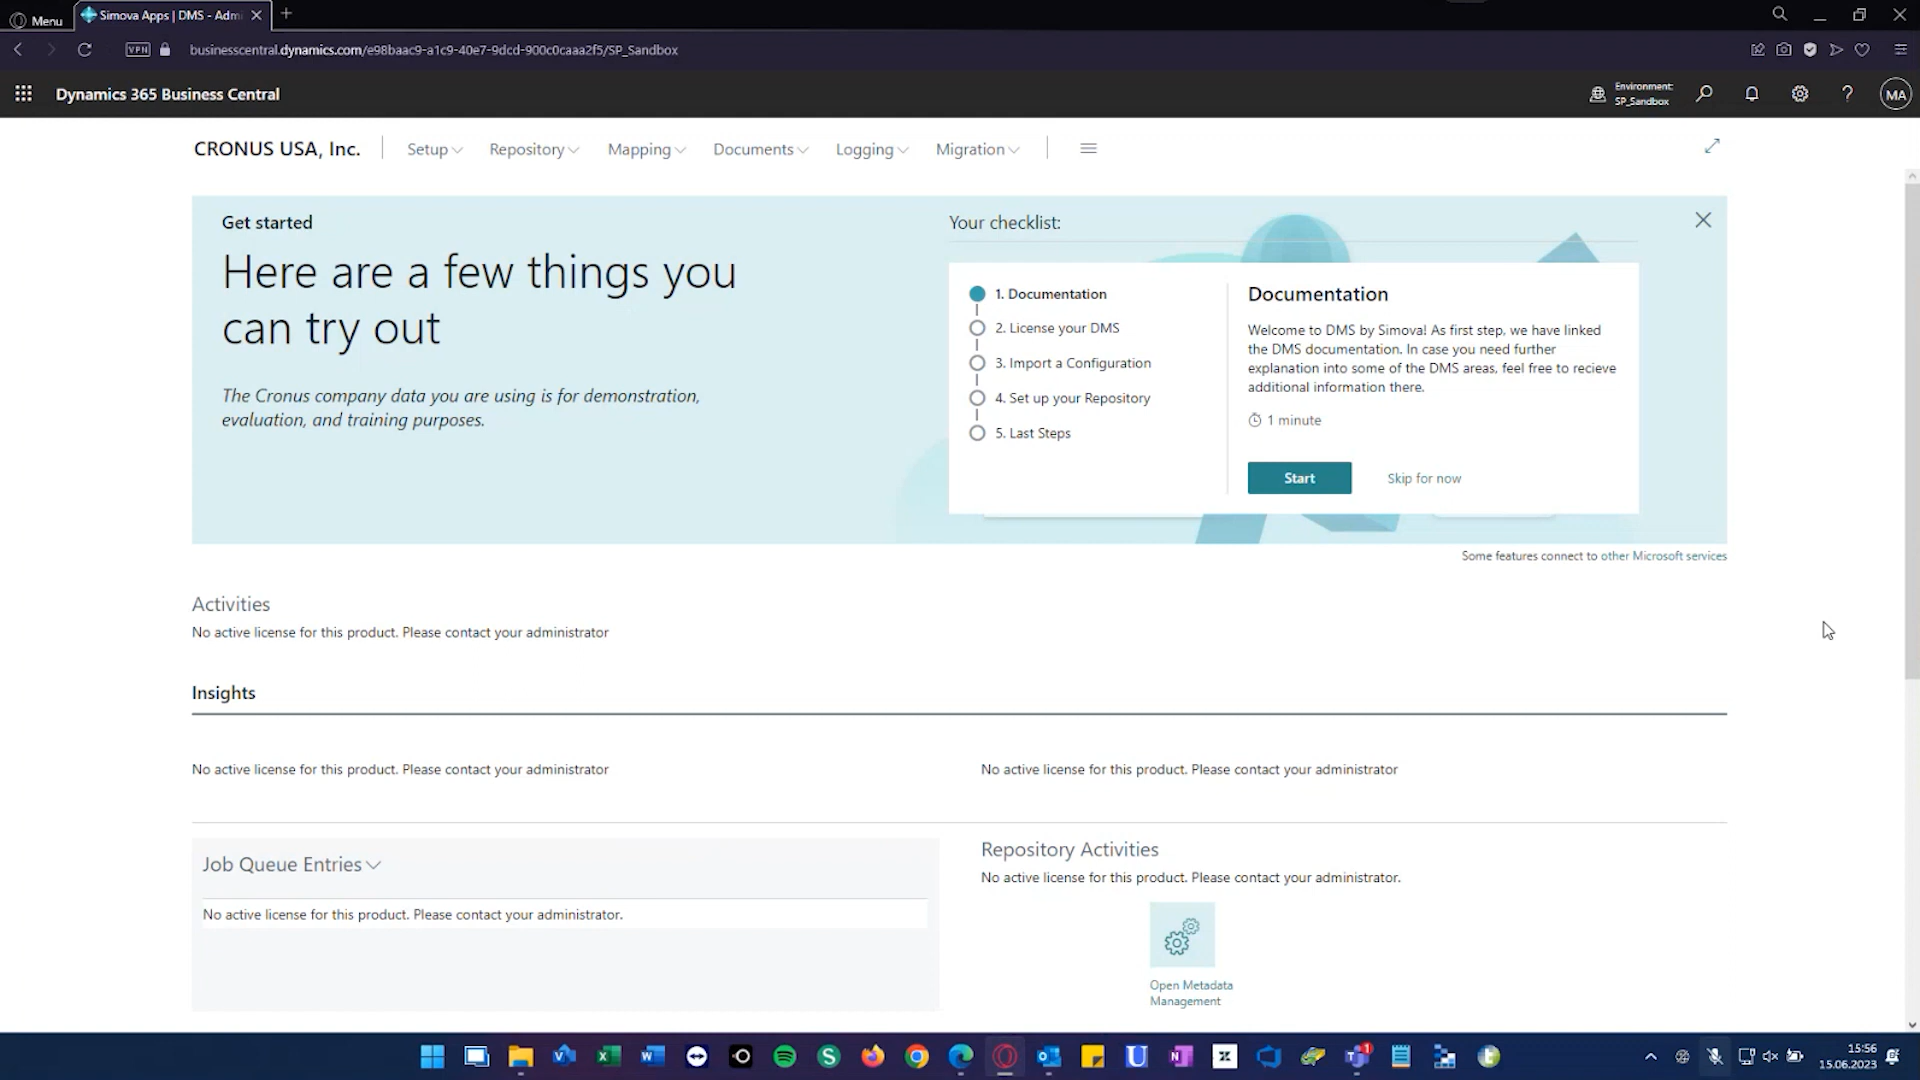 Menu
Simova Apps | DMS - Admi
VPN
businesscentral.dynamics.com/e98baac9-a1c9-40e7-9dcd-900c0caaa2f5/SP_Sandbox
Dynamics 365 Business Central
Environment:
SP_Sandbox
?
MA
CRONUS USA, Inc.
Setup
Repository
Mapping
Documents
Logging
Migration
Get started
Here are a few things you
can try out
The Cronus company data you are using is for demonstration,
evaluation, and training purposes.
Your checklist:
1. Documentation
2. License your DMS
3. Import a Configuration
4. Set up your Repository
5. Last Steps
Documentation
Welcome to DMS by Simova! As first step, we have linked
the DMS documentation. In case you need further
explanation into some of the DMS areas, feel free to recieve
additional information there.
1 minute
Start
Skip for now
Some features connect to other Microsoft services
Activities
No active license for this product. Please contact your administrator
Insights
No active license for this product. Please contact your administrator
No active license for this product. Please contact your administrator
Job Queue Entries
No active license for this product. Please contact your administrator.
Repository Activities
No active license for this product. Please contact your administrator.
Open Metadata
Management
15:56
15.06.2023